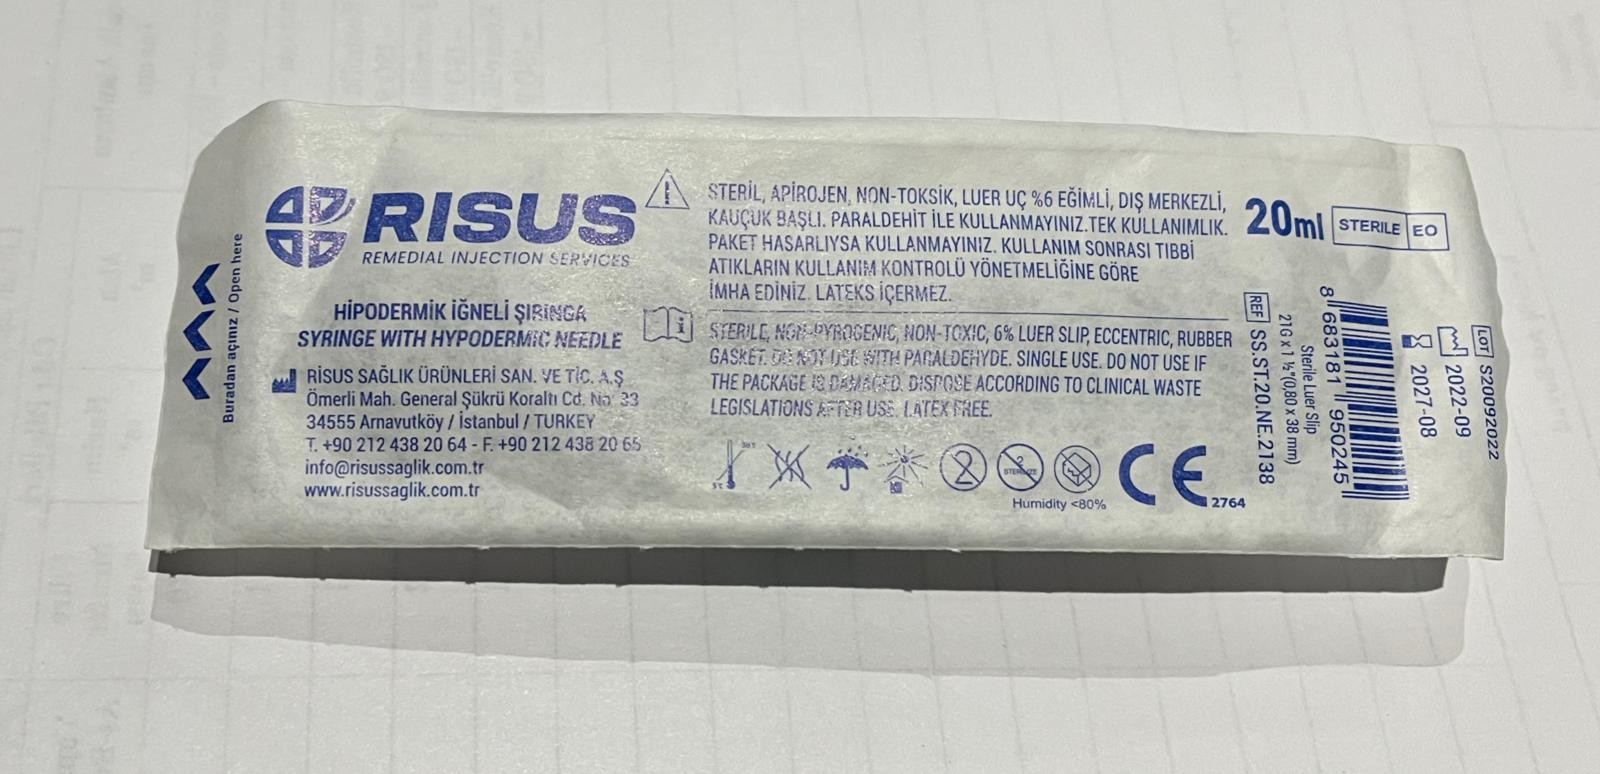 Buradan açınız / Open here
RISUS
REMEDIAL INJECTION SERVICES
HİPODERMİK İĞNELİ ŞIRINGA
SYRINGE WITH HYPODERMIC NEEDLE
RİSUS SAĞLIK ÜRÜNLERİ SAN. VE TİC. A.Ş
Ömerli Mah. General Şükrü Koraltı Cd. No: 33
34555 Arnavutköy / İstanbul / TURKEY
T. +90 212 438 20 64 - F. +90 212 438 20 65
info@risussaglik.com.tr
www.risussaglik.com.tr
STERİL, APİROJEN, NON-TOKSİK, LUER UÇ %6 EĞİMLİ, DIŞ MERKEZLİ,
KAUÇUK BAŞLI. PARALDEHİT İLE KULLANMAYINIZ.TEK KULLANIMLIK.
PAKET HASARLIYSA KULLANMAYINIZ. KULLANIM SONRASI TIBBİ
ATIKLARIN KULLANIM KONTROLÜ YÖNETMELİĞİNE GÖRE
İMHA EDİNİZ. LATEKS İÇERMEZ.
STERILE, NON-PYROGENIC, NON-TOXIC, 6% LUER SLIP, ECCENTRIC, RUBBER
GASKET. DO NOT USE WITH PARALDEHYDE. SINGLE USE. DO NOT USE IF
THE PACKAGE IS DAMAGED. DISPOSE ACCORDING TO CLINICAL WASTE
LEGISLATIONS AFTER USE. LATEX FREE.
5°C
2
2
STERILIZE
Humidity <80%
CE
2764
20ml
STERILE EO
REF SS.ST.20.NE.2138
21G x 1 ½"(0,80 x 38 mm)
Sterile Luer Slip
8 683181 950245
2027-08
2022-09
LOT S20092022